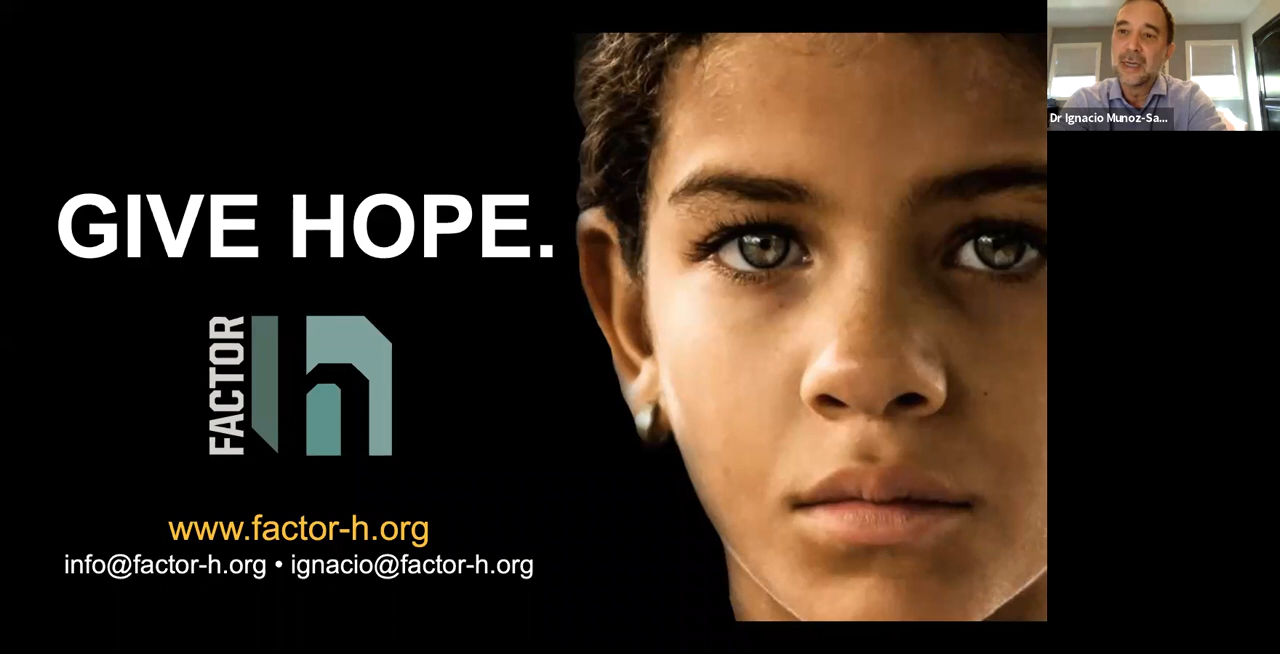 GIVE HOPE.
FACTOR
h
www.factor-h.org
info@factor-h.org • ignacio@factor-h.org
Dr Ignacio Munoz-Sa...